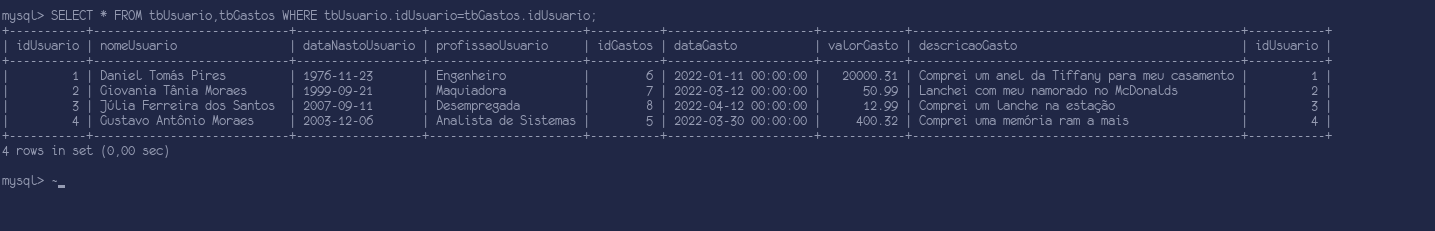 mysql> SELECT * FROM tbUsuario,tbGastos WHERE tbUsuario.idUsuario=tbGastos.idUsuario;
+-----------+----------------------------+-------------------+----------------------+----------+---------------------+------------+----------------------------------------------+-----------+
| idUsuario | nomeUsuario                | dataNastoUsuario | profissaoUsuario     | idGastos | dataGasto           | valorGasto | descricaoGasto                               | idUsuario |
+-----------+----------------------------+-------------------+----------------------+----------+---------------------+------------+----------------------------------------------+-----------+
|         1 | Daniel Tomás Pires         | 1976-11-23       | Engenheiro           |        6 | 2022-01-11 00:00:00 |   20000.31 | Comprei um anel da Tiffany para meu casamento |         1 |
|         2 | Giovania Tânia Moraes      | 1999-09-21       | Maquiadora           |        7 | 2022-03-12 00:00:00 |      50.99 | Lanchei com meu namorado no McDonalds        |         2 |
|         3 | Júlia Ferreira dos Santos  | 2007-09-11       | Desempregada         |        8 | 2022-04-12 00:00:00 |      12.99 | Comprei um lanche na estação                 |         3 |
|         4 | Gustavo Antônio Moraes     | 2003-12-06       | Analista de Sistemas |        5 | 2022-03-30 00:00:00 |     400.32 | Comprei uma memória ram a mais               |         4 |
+-----------+----------------------------+-------------------+----------------------+----------+---------------------+------------+----------------------------------------------+-----------+
4 rows in set (0,00 sec)
mysql> ~_